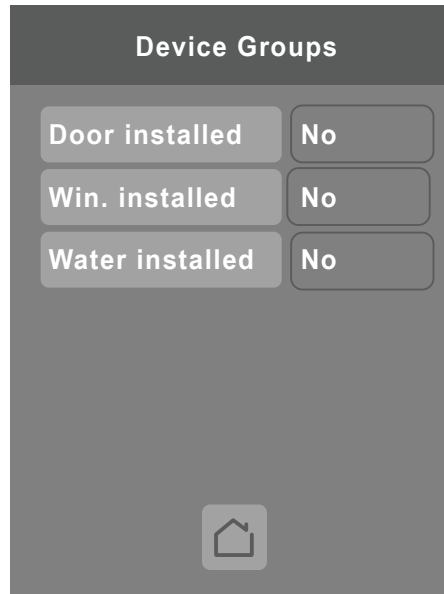 Device Groups
Door installed No
Win. installed No
Water installed No